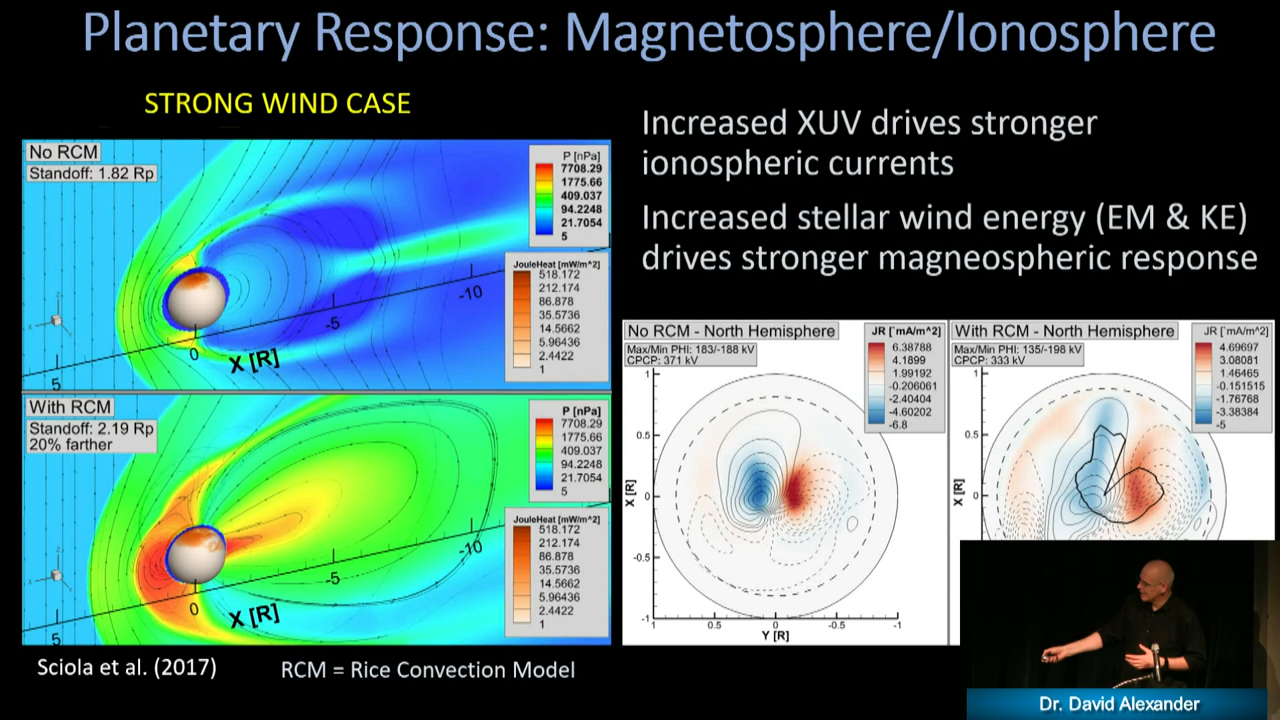 Planetary Response: Magnetosphere/Ionosphere
STRONG WIND CASE
No RCM
Standoff: 1.82 Rp
P [nPa]
7708.29
1775.66
409.037
94.2248
21.7054
5
JouleHeat [mW/m^2]
518.172
212.174
86.878
35.5736
14.5662
5.96436
2.4422
1
-10
-5
0
X [R]
5
With RCM
Standoff: 2.19 Rp
20% farther
P [nPa]
7708.29
1775.66
409.037
94.2248
21.7054
5
JouleHeat [mW/m^2]
518.172
212.174
86.878
35.5736
14.5662
5.96436
2.4422
1
-10
-5
0
X [R]
5
Sciola et al. (2017)
RCM = Rice Convection Model
Increased XUV drives stronger
ionospheric currents
Increased stellar wind energy (EM & KE)
drives stronger magneospheric response
No RCM - North Hemisphere
Max/Min PHI: 183/-188 kV
CPCP: 371 kV
JR [`mA/m^2]
6.38788
4.1899
1.99192
-0.206061
-2.40404
-4.60202
-6.8
1
0.5
0
-0.5
-1
X [R]
1
0.5
0
-0.5
-1
Y [R]
With RCM - North Hemisphere
Max/Min PHI: 135/-198 kV
CPCP: 333 kV
JR [`mA/m^2]
4.69697
3.08081
1.46465
-0.151515
-1.76768
-3.38384
-5
1
0.5
0
X [R]
Dr. David Alexander